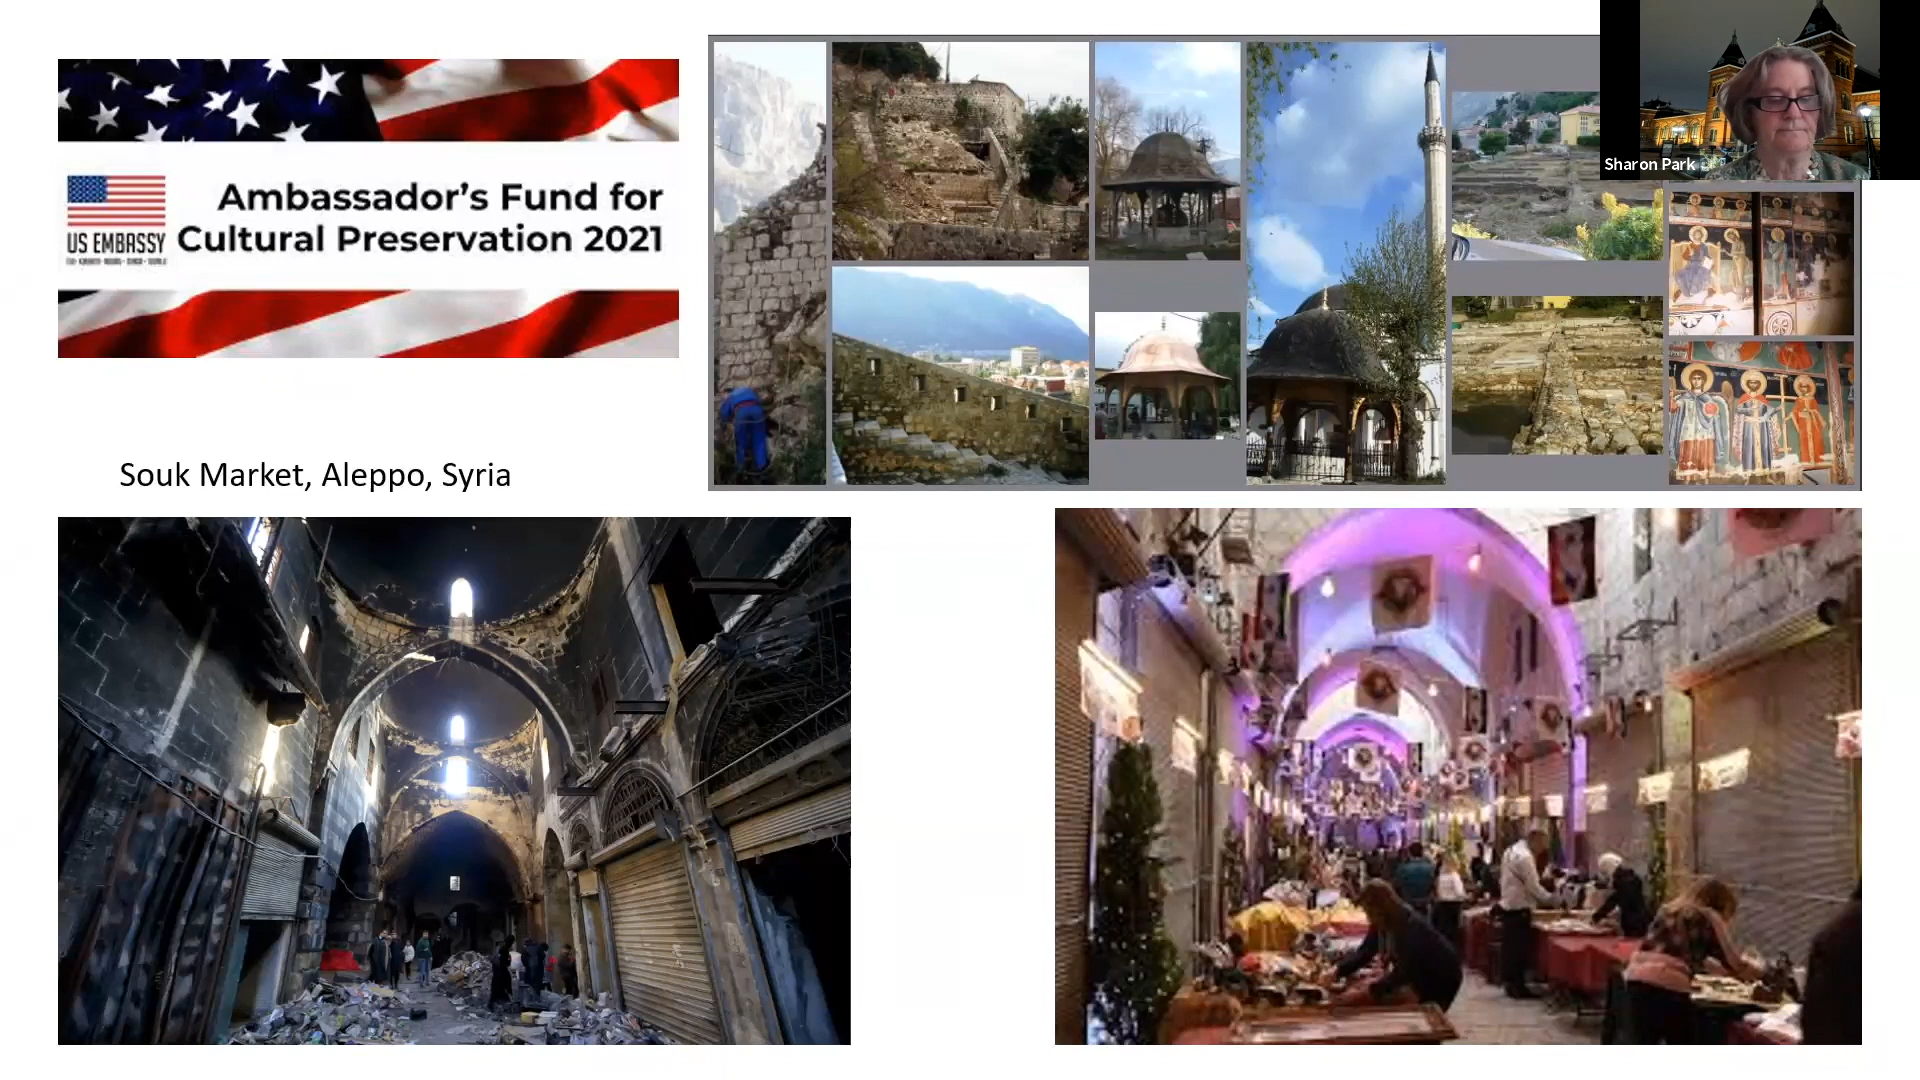 Ambassador's Fund for
Cultural Preservation 2021
US EMBASSY
Sharon Park
Souk Market, Aleppo, Syria